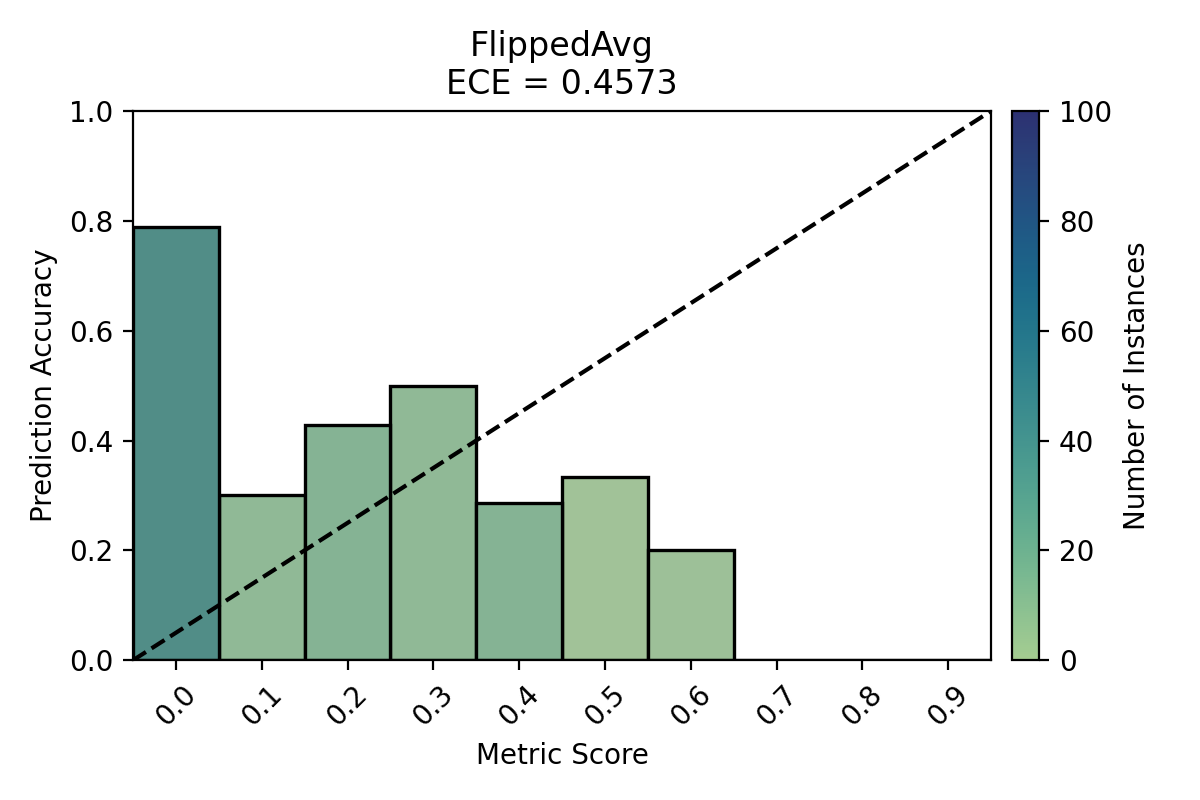 FlippedAvg
ECE = 0.4573
1.0
0.8
0.6
0.4
0.2
0.0
Prediction Accuracy
0.0 0.1 0.2 0.3 0.4 0.5 0.6 0.7 0.8 0.9
Metric Score
100
80
60
40
20
0
Number of Instances